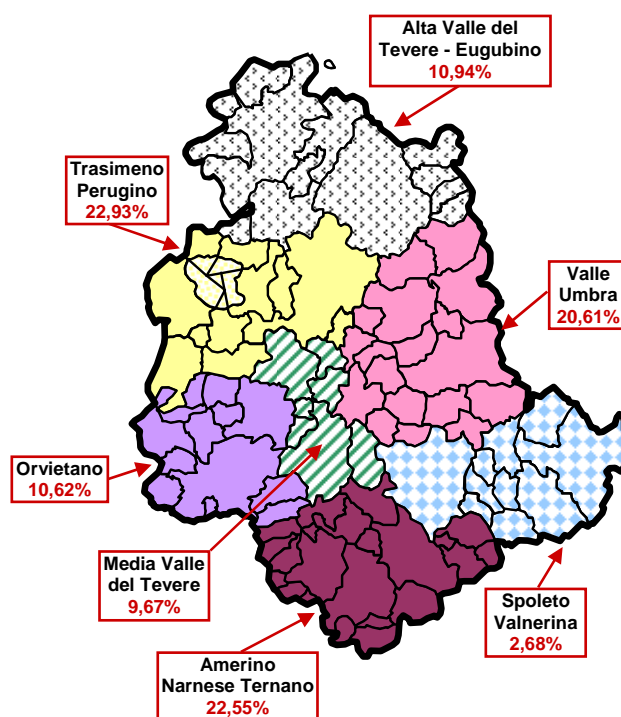 Alta Valle del
Tevere - Eugubino
10,94%
Trasimeno
Perugino
22,93%
Valle
Umbra
20,61%
Orvietano
10,62%
Media Valle
del Tevere
9,67%
Spoleto
Valnerina
2,68%
Amerino
Narnese Ternano
22,55%